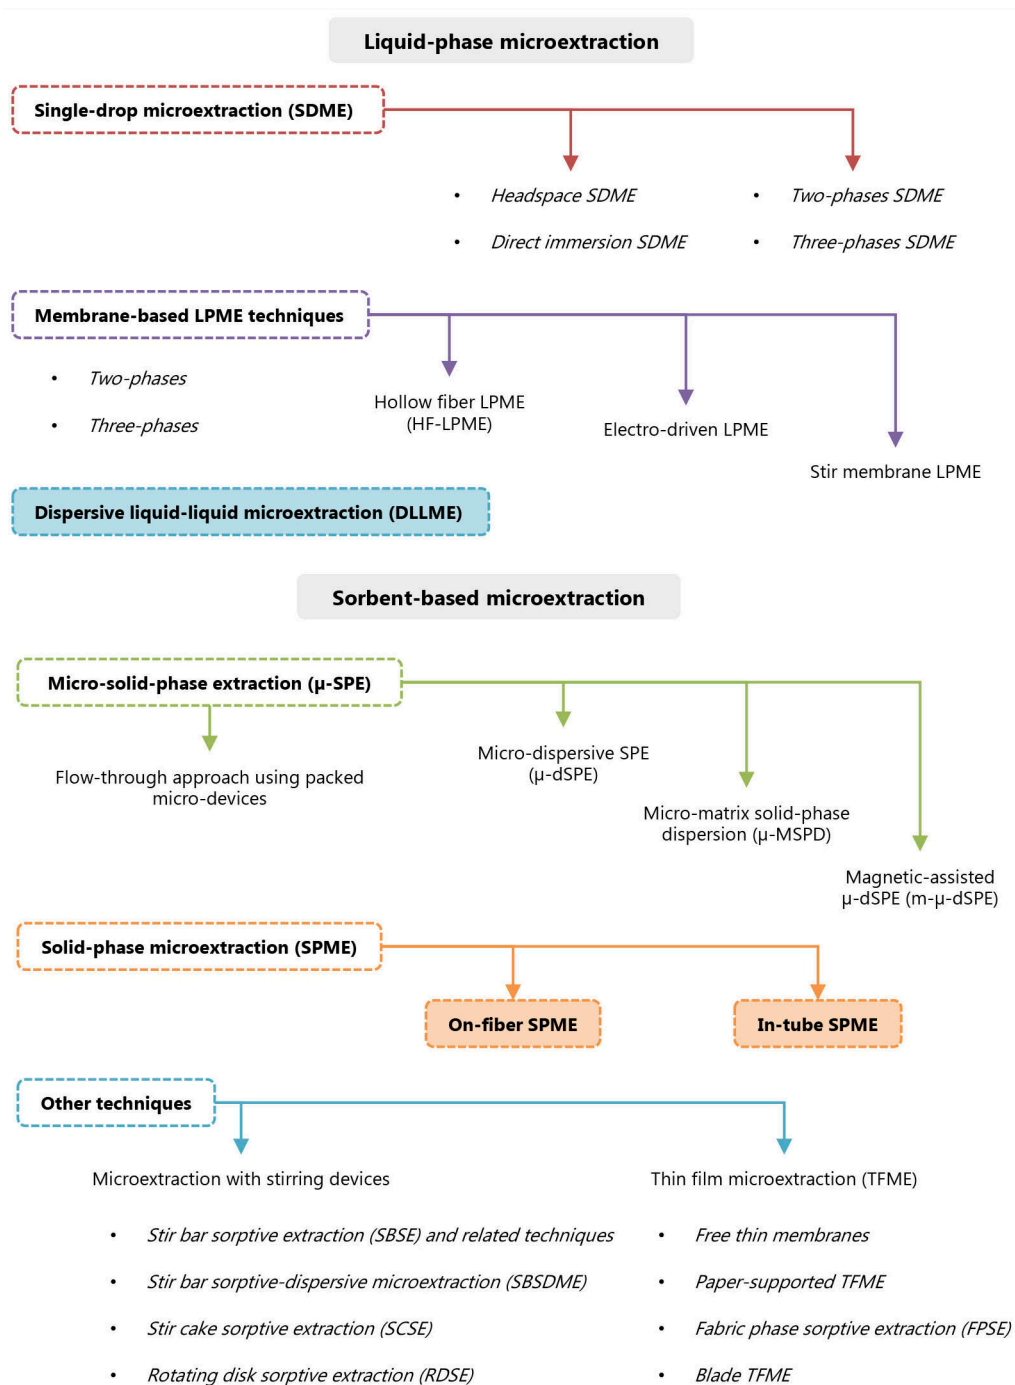 Liquid-phase microextraction
Single-drop microextraction (SDME)
• Headspace SDME
• Direct immersion SDME
• Two-phases SDME
• Three-phases SDME
Membrane-based LPME techniques
• Two-phases
• Three-phases
Hollow fiber LPME
(HF-LPME)
Electro-driven LPME
Stir membrane LPME
Dispersive liquid-liquid microextraction (DLLME)
Sorbent-based microextraction
Micro-solid-phase extraction (μ-SPE)
Flow-through approach using packed
micro-devices
Micro-dispersive SPE
(μ-dSPE)
Micro-matrix solid-phase
dispersion (μ-MSPD)
Magnetic-assisted
μ-dSPE (m-μ-dSPE)
Solid-phase microextraction (SPME)
On-fiber SPME
In-tube SPME
Other techniques
Microextraction with stirring devices
• Stir bar sorptive extraction (SBSE) and related techniques
• Stir bar sorptive-dispersive microextraction (SBSDME)
• Stir cake sorptive extraction (SCSE)
• Rotating disk sorptive extraction (RDSE)
Thin film microextraction (TFME)
• Free thin membranes
• Paper-supported TFME
• Fabric phase sorptive extraction (FPSE)
• Blade TFME